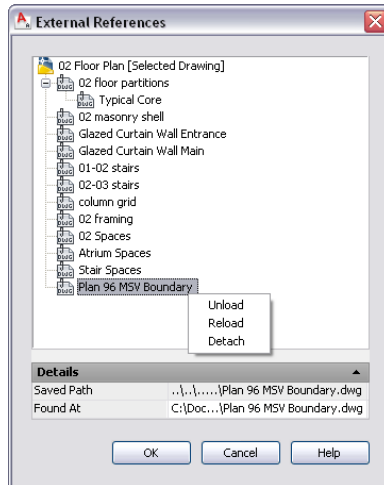 External References
02 Floor Plan [Selected Drawing]
02 floor partitions
Typical Core
02 masonry shell
Glazed Curtain Wall Entrance
Glazed Curtain Wall Main
01-02 stairs
02-03 stairs
column grid
02 framing
02 Spaces
Atrium Spaces
Stair Spaces
Plan 96 MSV Boundary
Unload
Reload
Detach
Details
Saved Path ..\..\.....\Plan 96 MSV Boundary.dwg
Found At C:\Doc...\Plan 96 MSV Boundary.dwg
OK Cancel Help